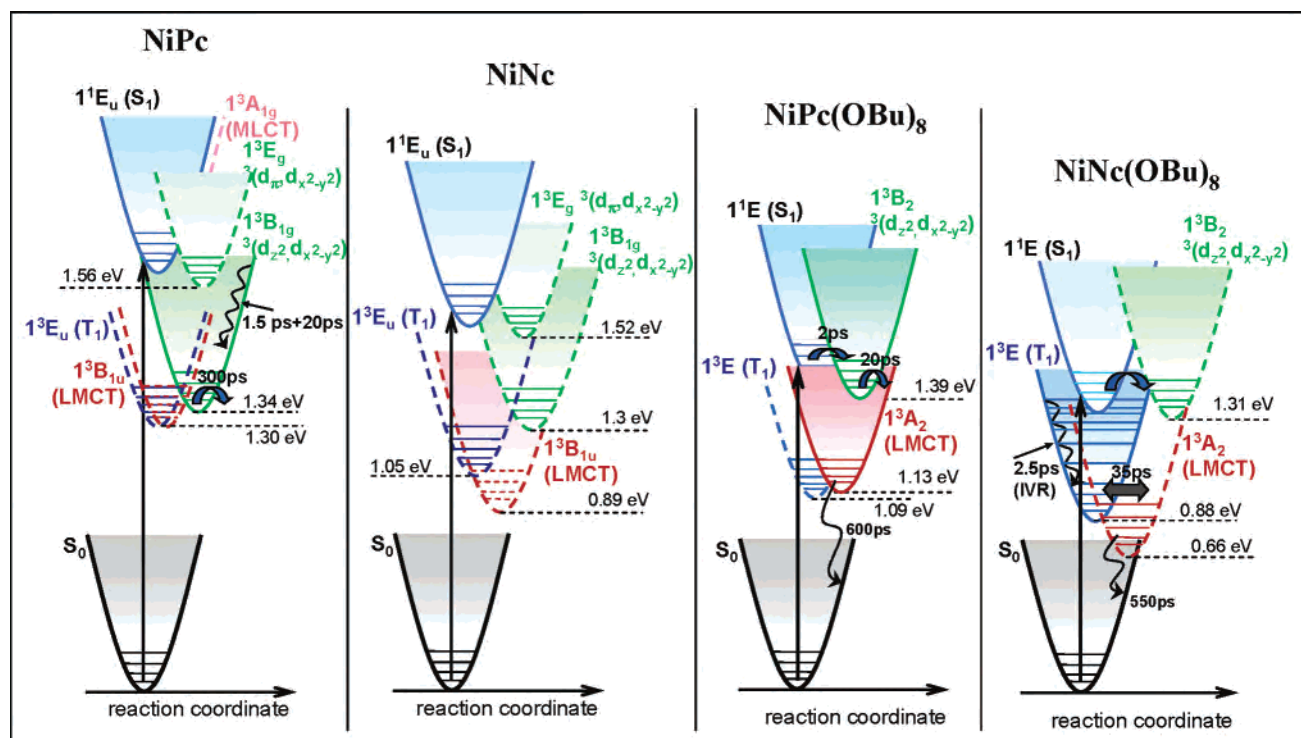 NiPc
1¹Eᵤ (S₁)
1³A₁g
(MLCT)
1³Eg
³(dπ,dx²-y²)
1³B₁g
³(dz²,dx²-y²)
1.56 eV
1.5 ps+20ps
1³Eᵤ (T₁)
1³B₁ᵤ
(LMCT)
300ps
1.34 eV
1.30 eV
S₀
reaction coordinate
NiNc
1¹Eᵤ (S₁)
1³Eg ³(dπ,dx²-y²)
1³B₁g
³(dz²,dx²-y²)
1³Eᵤ (T₁)
1.52 eV
1.3 eV
1³B₁ᵤ
(LMCT)
1.05 eV
0.89 eV
S₀
reaction coordinate
NiPc(OBu)₈
1¹E (S₁)
1³B₂
³(dz²,dx²-y²)
2ps
20ps
1³E (T₁)
1.39 eV
1³A₂
(LMCT)
1.13 eV
1.09 eV
600ps
S₀
reaction coordinate
NiNc(OBu)₈
1³B₂
³(dz²,dx²-y²)
1¹E (S₁)
1³E (T₁)
1.31 eV
1³A₂
(LMCT)
2.5ps
(IVR)
35ps
0.88 eV
0.66 eV
S₀
550ps
reaction coordinate